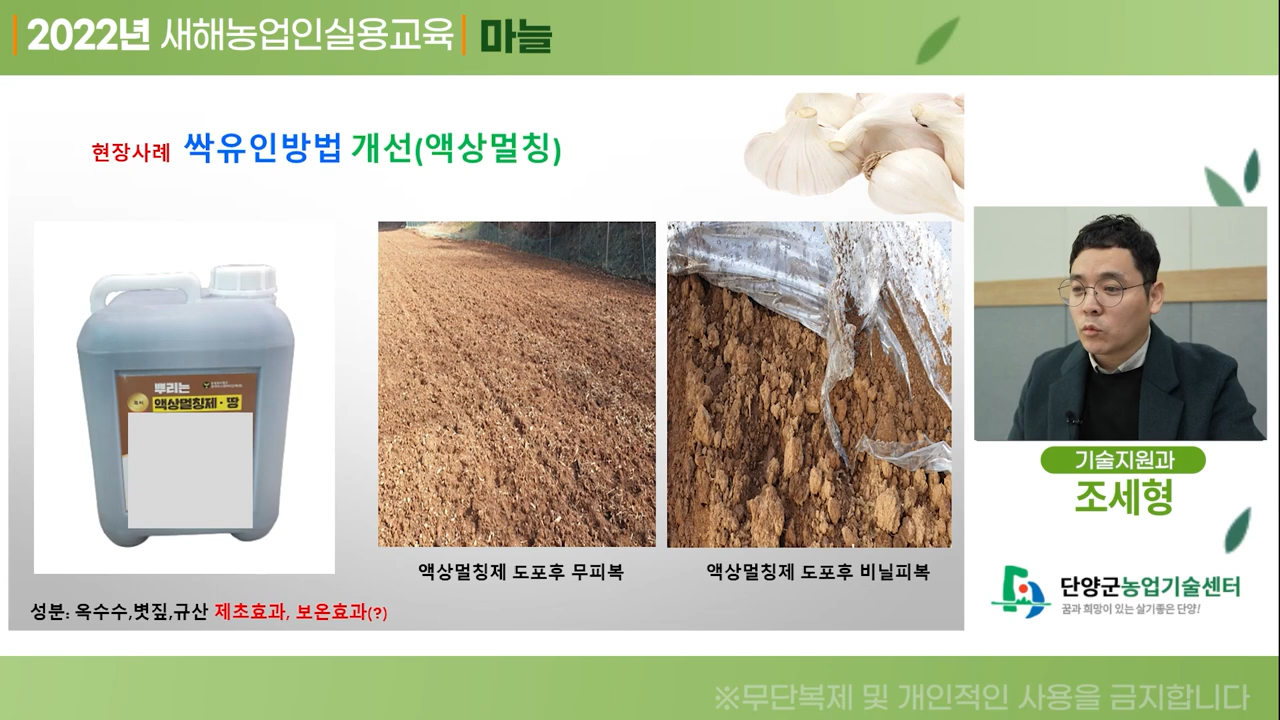 2022년 새해농업인실용교육 마늘
현장사례 싹유인방법 개선(액상멀칭)
뿌리는
액상멀칭제·땅
액상멀칭제 도포후 무피복
액상멀칭제 도포후 비닐피복
성분: 옥수수,볏짚,규산 제초효과, 보온효과(?)
기술지원과
조세형
단양군농업기술센터
꿈과 희망이 있는 살기좋은 단양!
※무단복제 및 개인적인 사용을 금지합니다